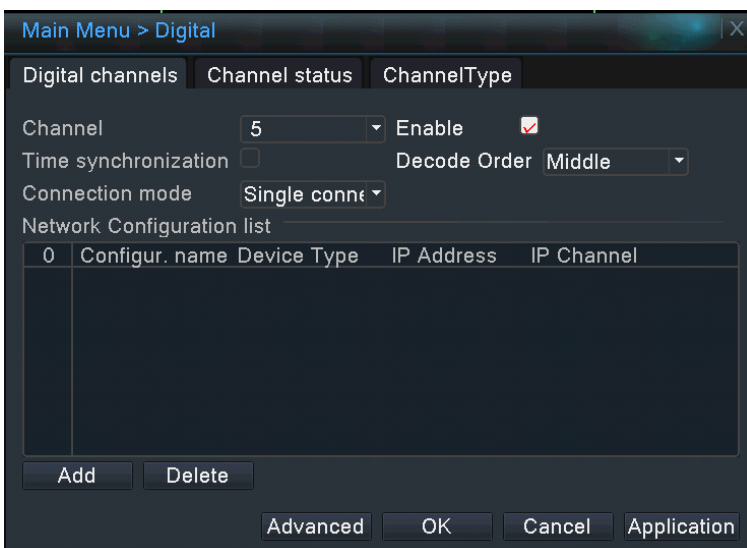 Main Menu > Digital X
Digital channels Channel status ChannelType
Channel 5 Enable
Time synchronization Decode Order Middle
Connection mode Single conne
Network Configuration list
0 Configur. name Device Type IP Address IP Channel
Add Delete
Advanced OK Cancel Application